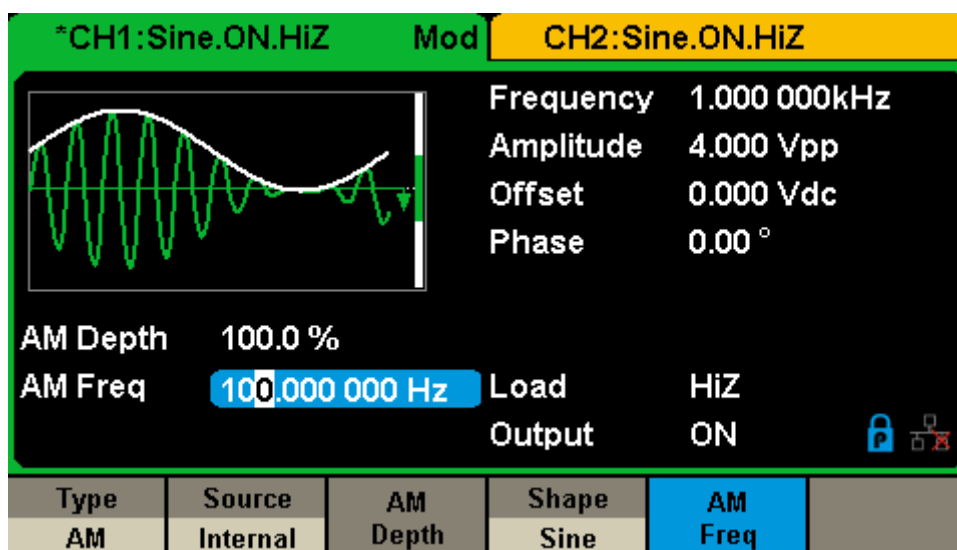 *CH1:Sine.ON.HiZ Mod CH2:Sine.ON.HiZ
Frequency 1.000 000kHz
Amplitude 4.000 Vpp
Offset 0.000 Vdc
Phase 0.00 °
AM Depth 100.0 %
AM Freq 100.000 000 Hz Load HiZ
Output ON P
Type Source AM Shape AM
AM Internal Depth Sine Freq